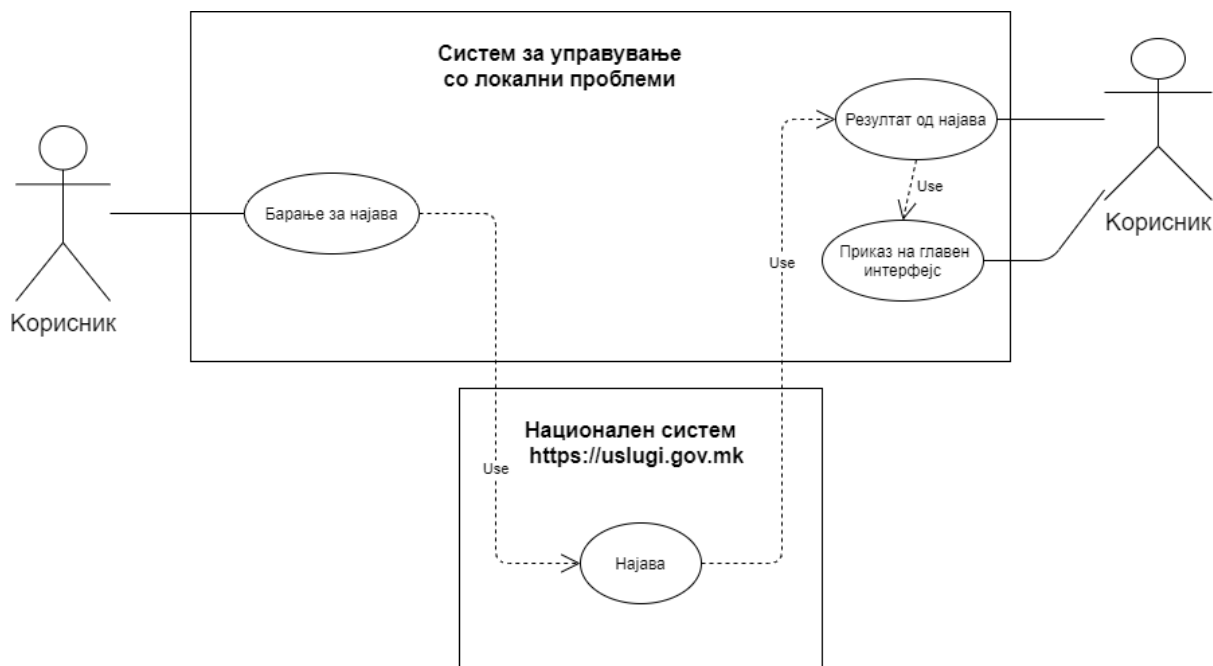 Систем за управување
со локални проблеми
Резултат од најава
Use
Барање за најава
Корисник
Приказ на главен
интерфејс
Use
Корисник
Национален систем
https://uslugi.gov.mk
Use
Најава